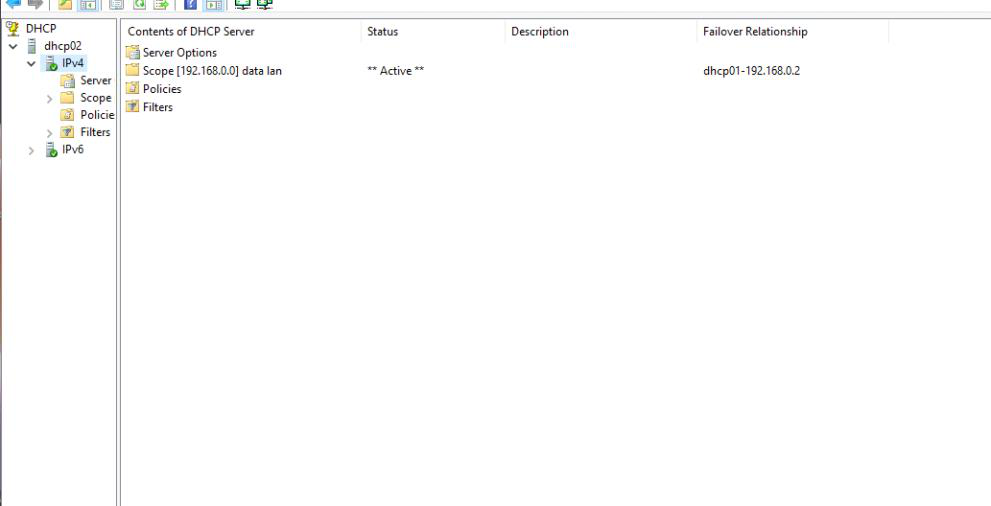 DHCP
dhcp02
IPv4
Server
Scope
Policie
Filters
IPv6
Contents of DHCP Server Status Description Failover Relationship
Server Options
Scope [192.168.0.0] data lan ** Active ** dhcp01-192.168.0.2
Policies
Filters